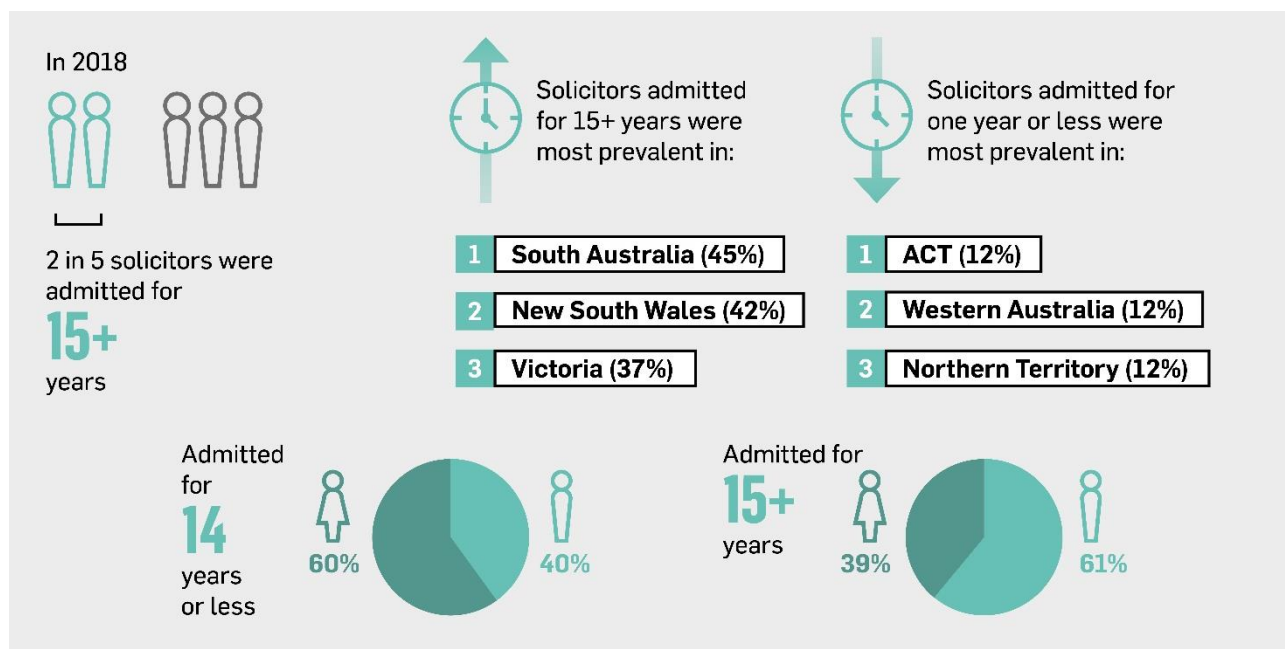 In 2018
2 in 5 solicitors were
admitted for
15+
years
Solicitors admitted
for 15+ years were
most prevalent in:
1 South Australia (45%)
2 New South Wales (42%)
3 Victoria (37%)
Solicitors admitted for
one year or less were
most prevalent in:
1 ACT (12%)
2 Western Australia (12%)
3 Northern Territory (12%)
Admitted
for
14
years
or less
60%
40%
Admitted for
15+
years
39%
61%